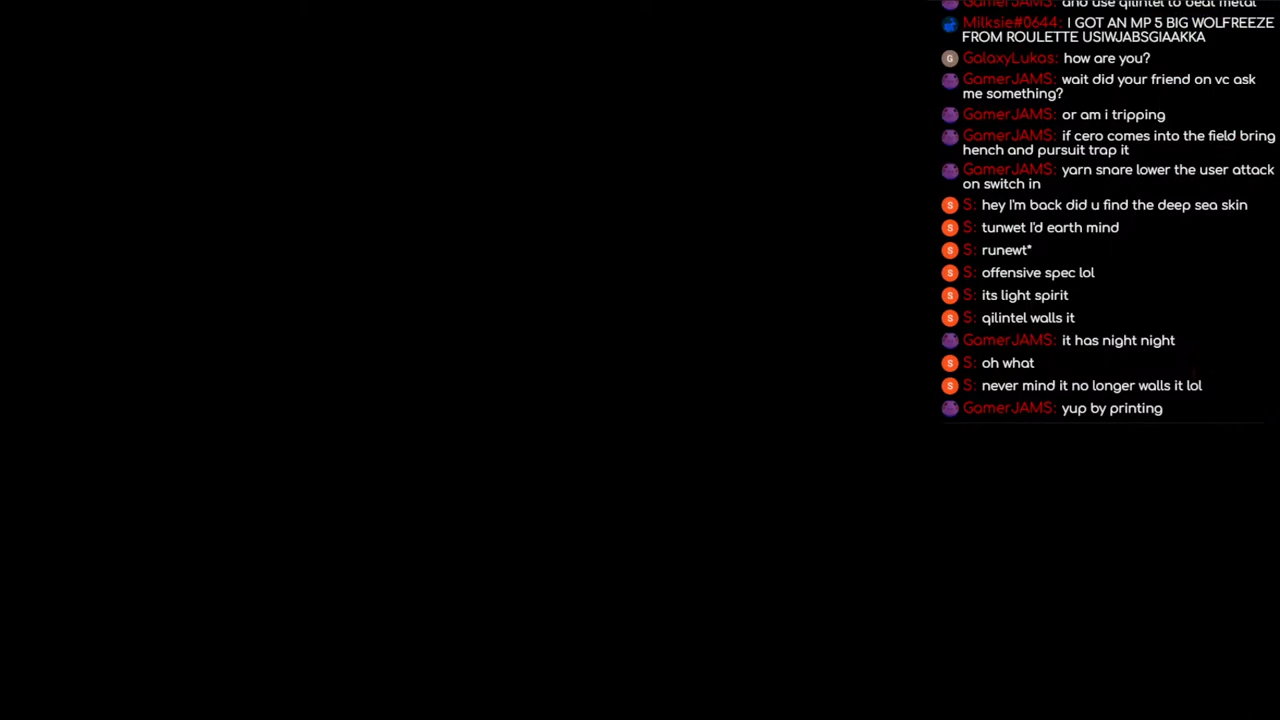 GamerJAMS: and use qilintel to beat metal
Milksie#0644: I GOT AN MP 5 BIG WOLFREEZE
FROM ROULETTE USIWJABSGIAAKKA
G GalaxyLukas: how are you?
GamerJAMS: wait did your friend on vc ask
me something?
GamerJAMS: or am i tripping
GamerJAMS: if cero comes into the field bring
hench and pursuit trap it
GamerJAMS: yarn snare lower the user attack
on switch in
S S: hey I'm back did u find the deep sea skin
S S: tunwet I'd earth mind
S S: runewt*
S S: offensive spec lol
S S: its light spirit
S S: qilintel walls it
GamerJAMS: it has night night
S S: oh what
S S: never mind it no longer walls it lol
GamerJAMS: yup by printing